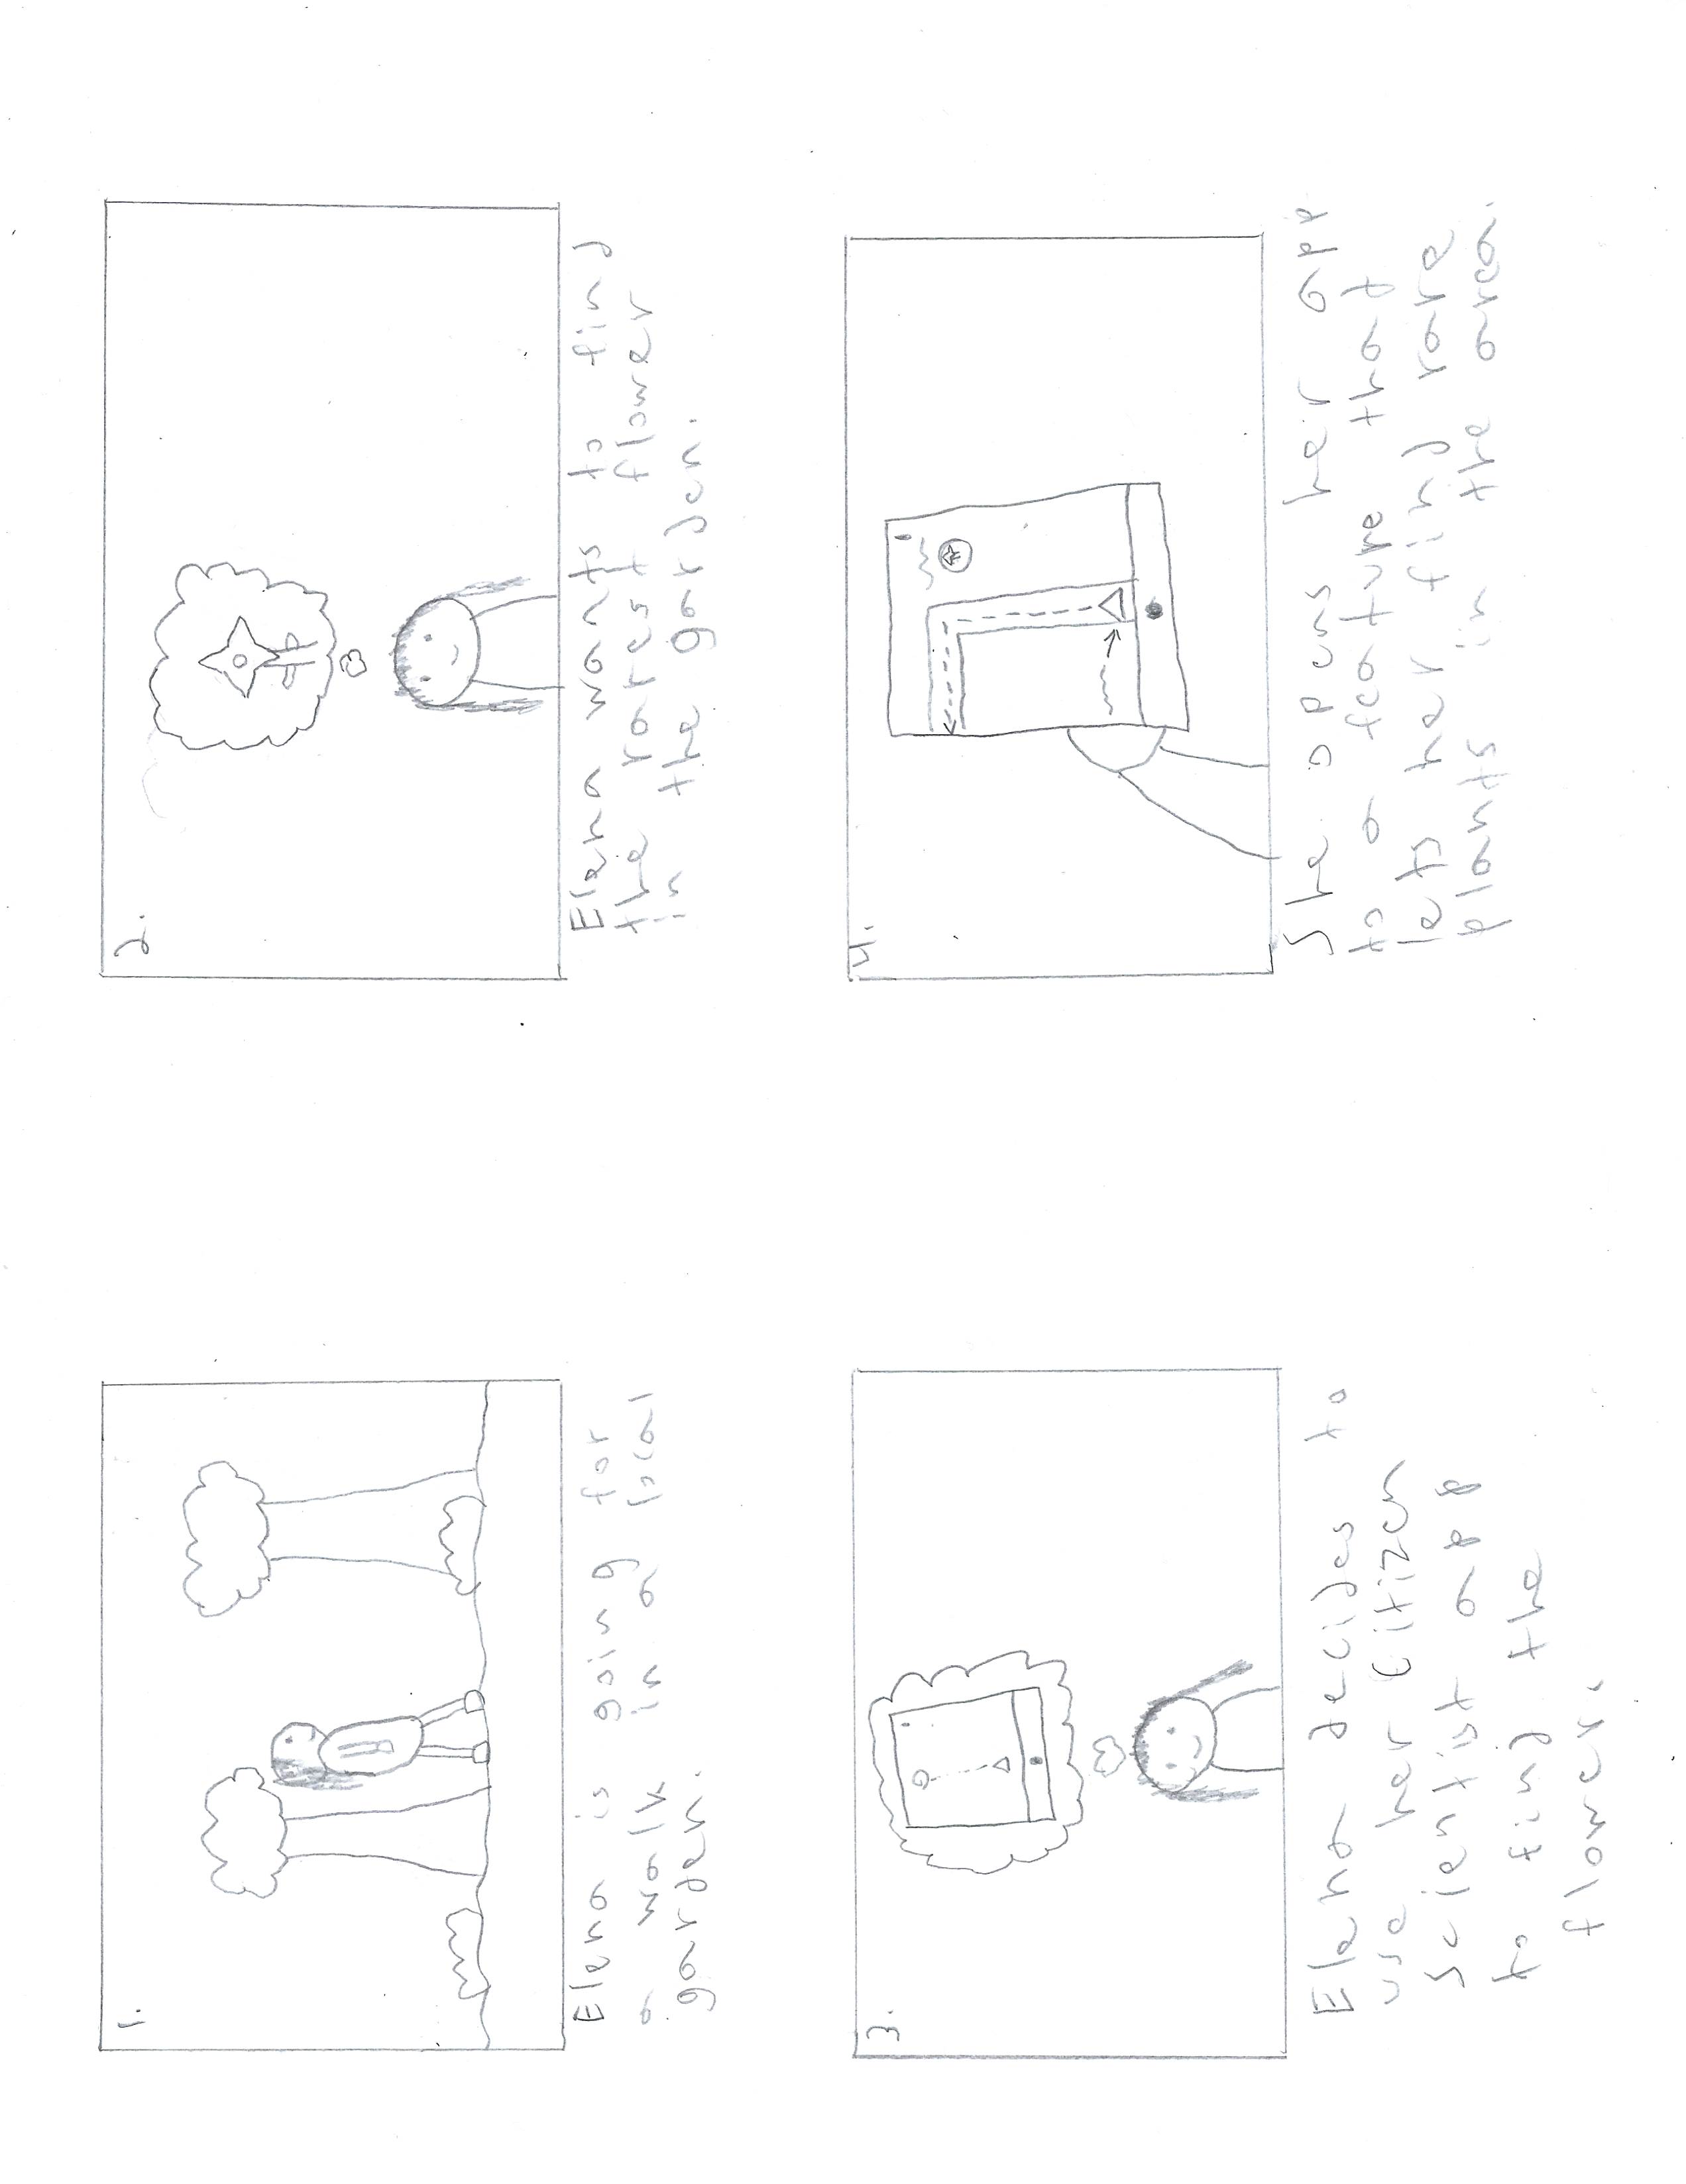 1.
Elena is going for
a walk in a local
garden.
2.
Elena wants to find
the rarest flower
in the garden.
3.
Elena decides to
use her Citizen
Scientist app
to find the
flower.
4.
She opens her app
to a feature that
lets her find rare
plants in the area.